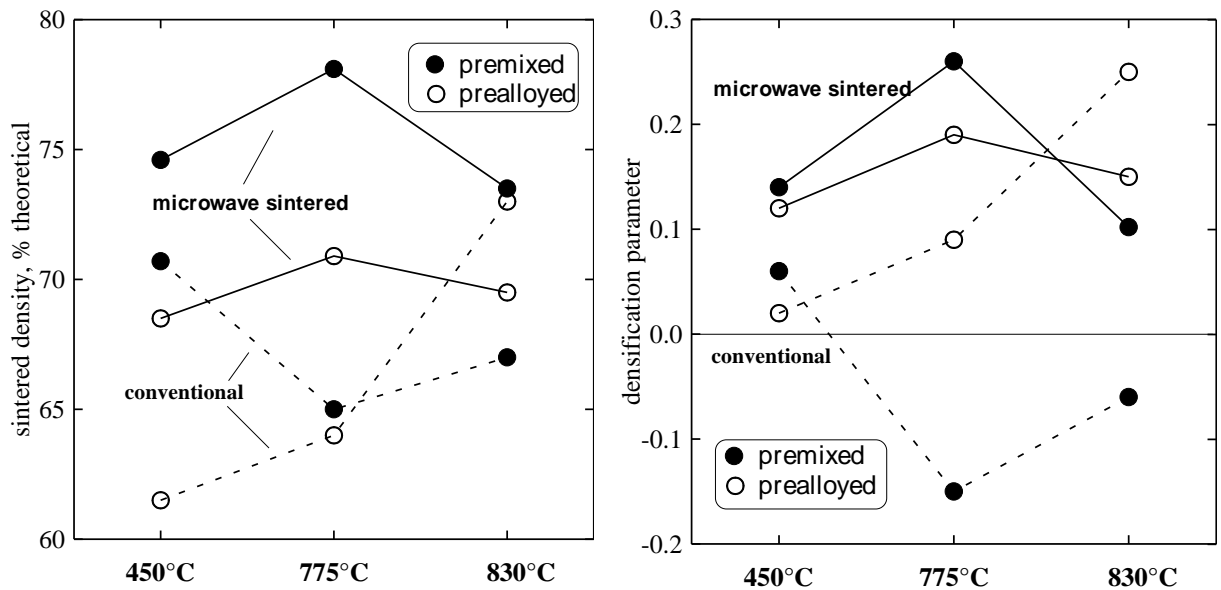 80
75
70
65
60
sintered density, % theoretical
premixed
prealloyed
microwave sintered
conventional
450°C 775°C 830°C
0.3
0.2
0.1
0.0
-0.1
-0.2
densification parameter
microwave sintered
conventional
premixed
prealloyed
450°C 775°C 830°C